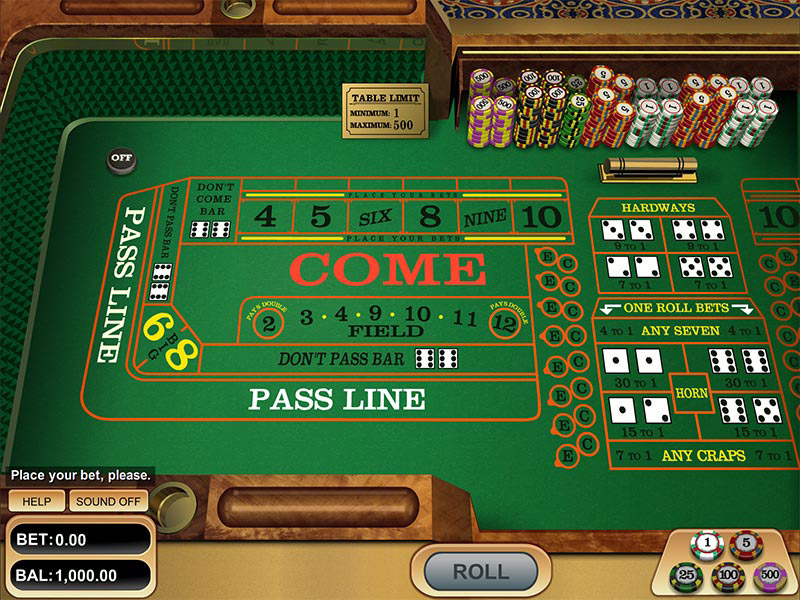 TABLE LIMIT
MINIMUM: 1
MAXIMUM: 500
OFF
DON'T
COME
BAR
PLACE YOUR BETS
4 5 SIX 8 NINE 10
PLACE YOUR BETS
DON'T PASS BAR
PASS LINE
COME
PAYS DOUBLE
2
3 · 4 · 9 · 10 · 11
FIELD
PAYS DOUBLE
12
6 8
BIG
DON'T PASS BAR
PASS LINE
E C
E C
E C
E C
E C
E C
E C
E C
HARDWAYS
9 TO 1 9 TO 1
7 TO 1 7 TO 1
ONE ROLL BETS
4 TO 1 ANY SEVEN 4 TO 1
30 TO 1 30 TO 1
HORN
15 TO 1 15 TO 1
7 TO 1 ANY CRAPS 7 TO 1
10
Place your bet, please.
HELP SOUND OFF
BET: 0.00
BAL: 1,000.00
ROLL
1 5
25 100 500